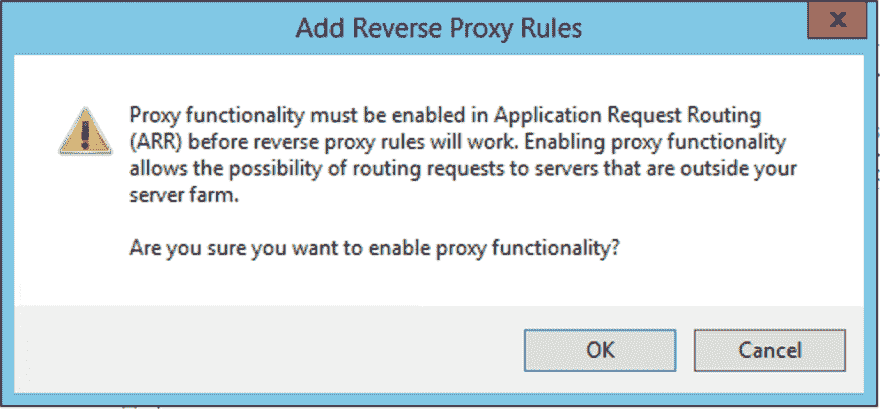 Add Reverse Proxy Rules
x
Proxy functionality must be enabled in Application Request Routing
(ARR) before reverse proxy rules will work. Enabling proxy functionality
allows the possibility of routing requests to servers that are outside your
server farm.
Are you sure you want to enable proxy functionality?
OK
Cancel